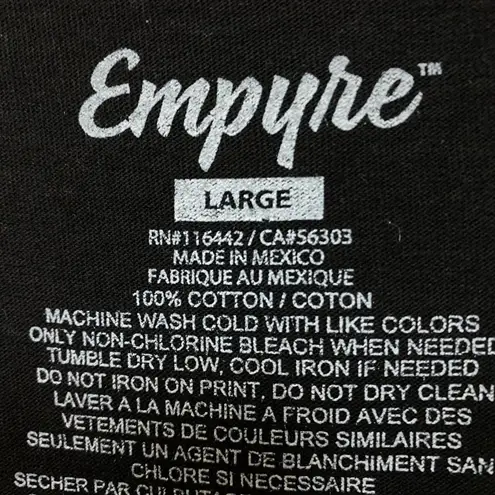 Empyre™
LARGE
RN#116442 / CA#56303
MADE IN MEXICO
FABRIQUE AU MEXIQUE
100% COTTON / COTON
MACHINE WASH COLD WITH LIKE COLORS
ONLY NON-CHLORINE BLEACH WHEN NEEDED
TUMBLE DRY LOW, COOL IRON IF NEEDED
DO NOT IRON ON PRINT, DO NOT DRY CLEAN
LAVER A LA MACHINE A FROID AVEC DES
VETEMENTS DE COULEURS SIMILAIRES
SEULEMENT UN AGENT DE BLANCHIMENT SAN
CHLORE SI NECESSAIRE
SECHER PAR